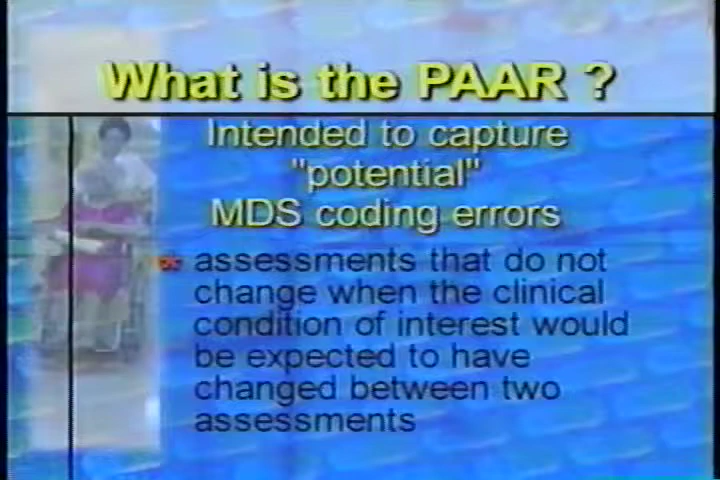 What is the PAAR ?
Intended to capture
"potential"
MDS coding errors
assessments that do not
change when the clinical
condition of interest would
be expected to have
changed between two
assessments